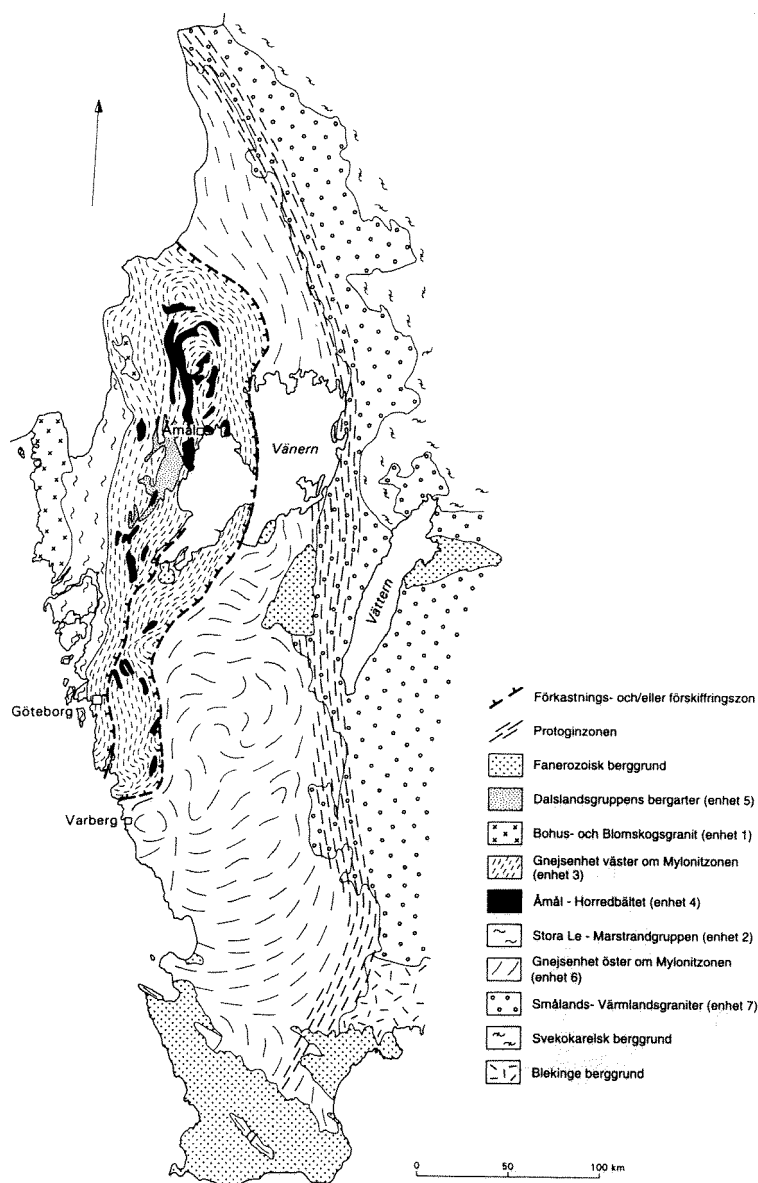 Åmål
Vänern
Vättern
Göteborg
Varberg
Förkastnings- och/eller förskiffringszon
Protoginzonen
Fanerozoisk berggrund
Dalslandsgruppens bergarter (enhet 5)
Bohus- och Blomskogsgranit (enhet 1)
Gnejsenhet väster om Mylonitzonen
(enhet 3)
Åmål - Horredbältet (enhet 4)
Stora Le - Marstrandgruppen (enhet 2)
Gnejsenhet öster om Mylonitzonen
(enhet 6)
Smålands- Värmlandsgraniter (enhet 7)
Svekokarelsk berggrund
Blekinge berggrund
0 50 100 km